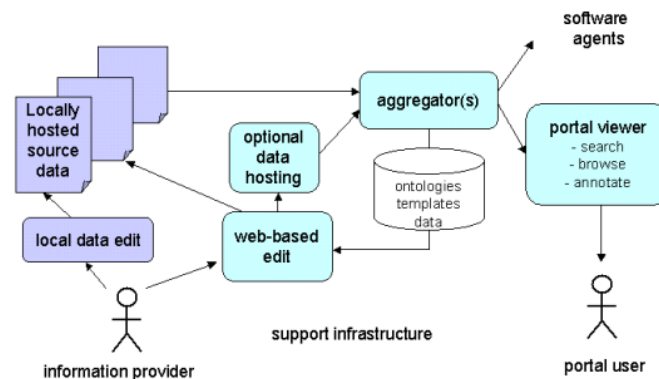 software
agents
Locally
hosted
source
data
aggregator(s)
portal viewer
- search
- browse
- annotate
optional
data
hosting
ontologies
templates
data
local data edit
web-based
edit
support infrastructure
information provider
portal user